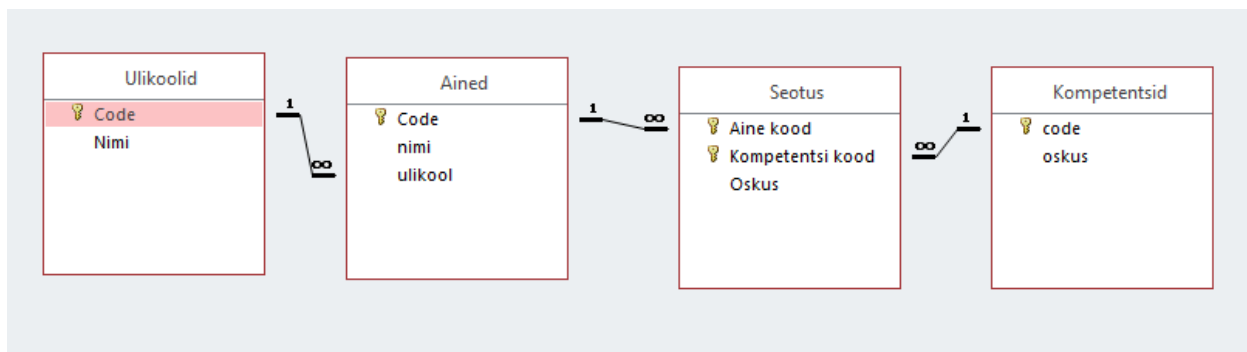 Ulikoolid
Code
Nimi
1
∞
Ained
Code
nimi
ulikool
1
∞
Seotus
Aine kood
Kompetentsi kood
Oskus
∞
1
Kompetentsid
code
oskus